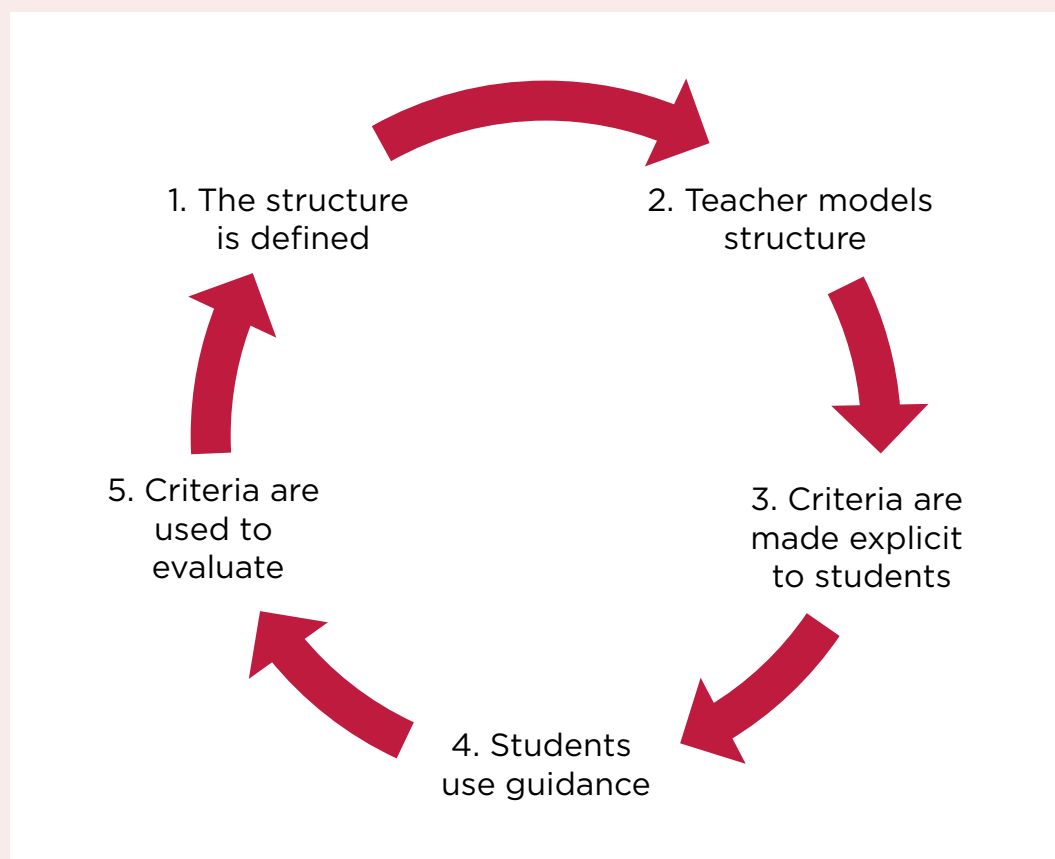 1. The structure
is defined
2. Teacher models
structure
3. Criteria are
made explicit
to students
4. Students
use guidance
5. Criteria are
used to
evaluate